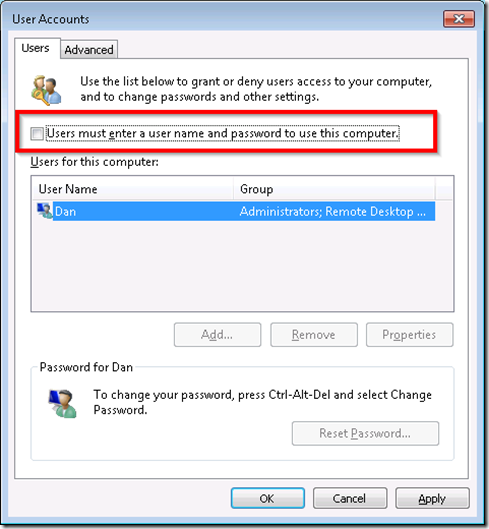 User Accounts
Users Advanced
Use the list below to grant or deny users access to your computer,
and to change passwords and other settings.
Users must enter a user name and password to use this computer.
Users for this computer:
User Name Group
Dan Administrators; Remote Desktop ...
Add... Remove Properties
Password for Dan
To change your password, press Ctrl-Alt-Del and select Change
Password.
Reset Password...
OK Cancel Apply